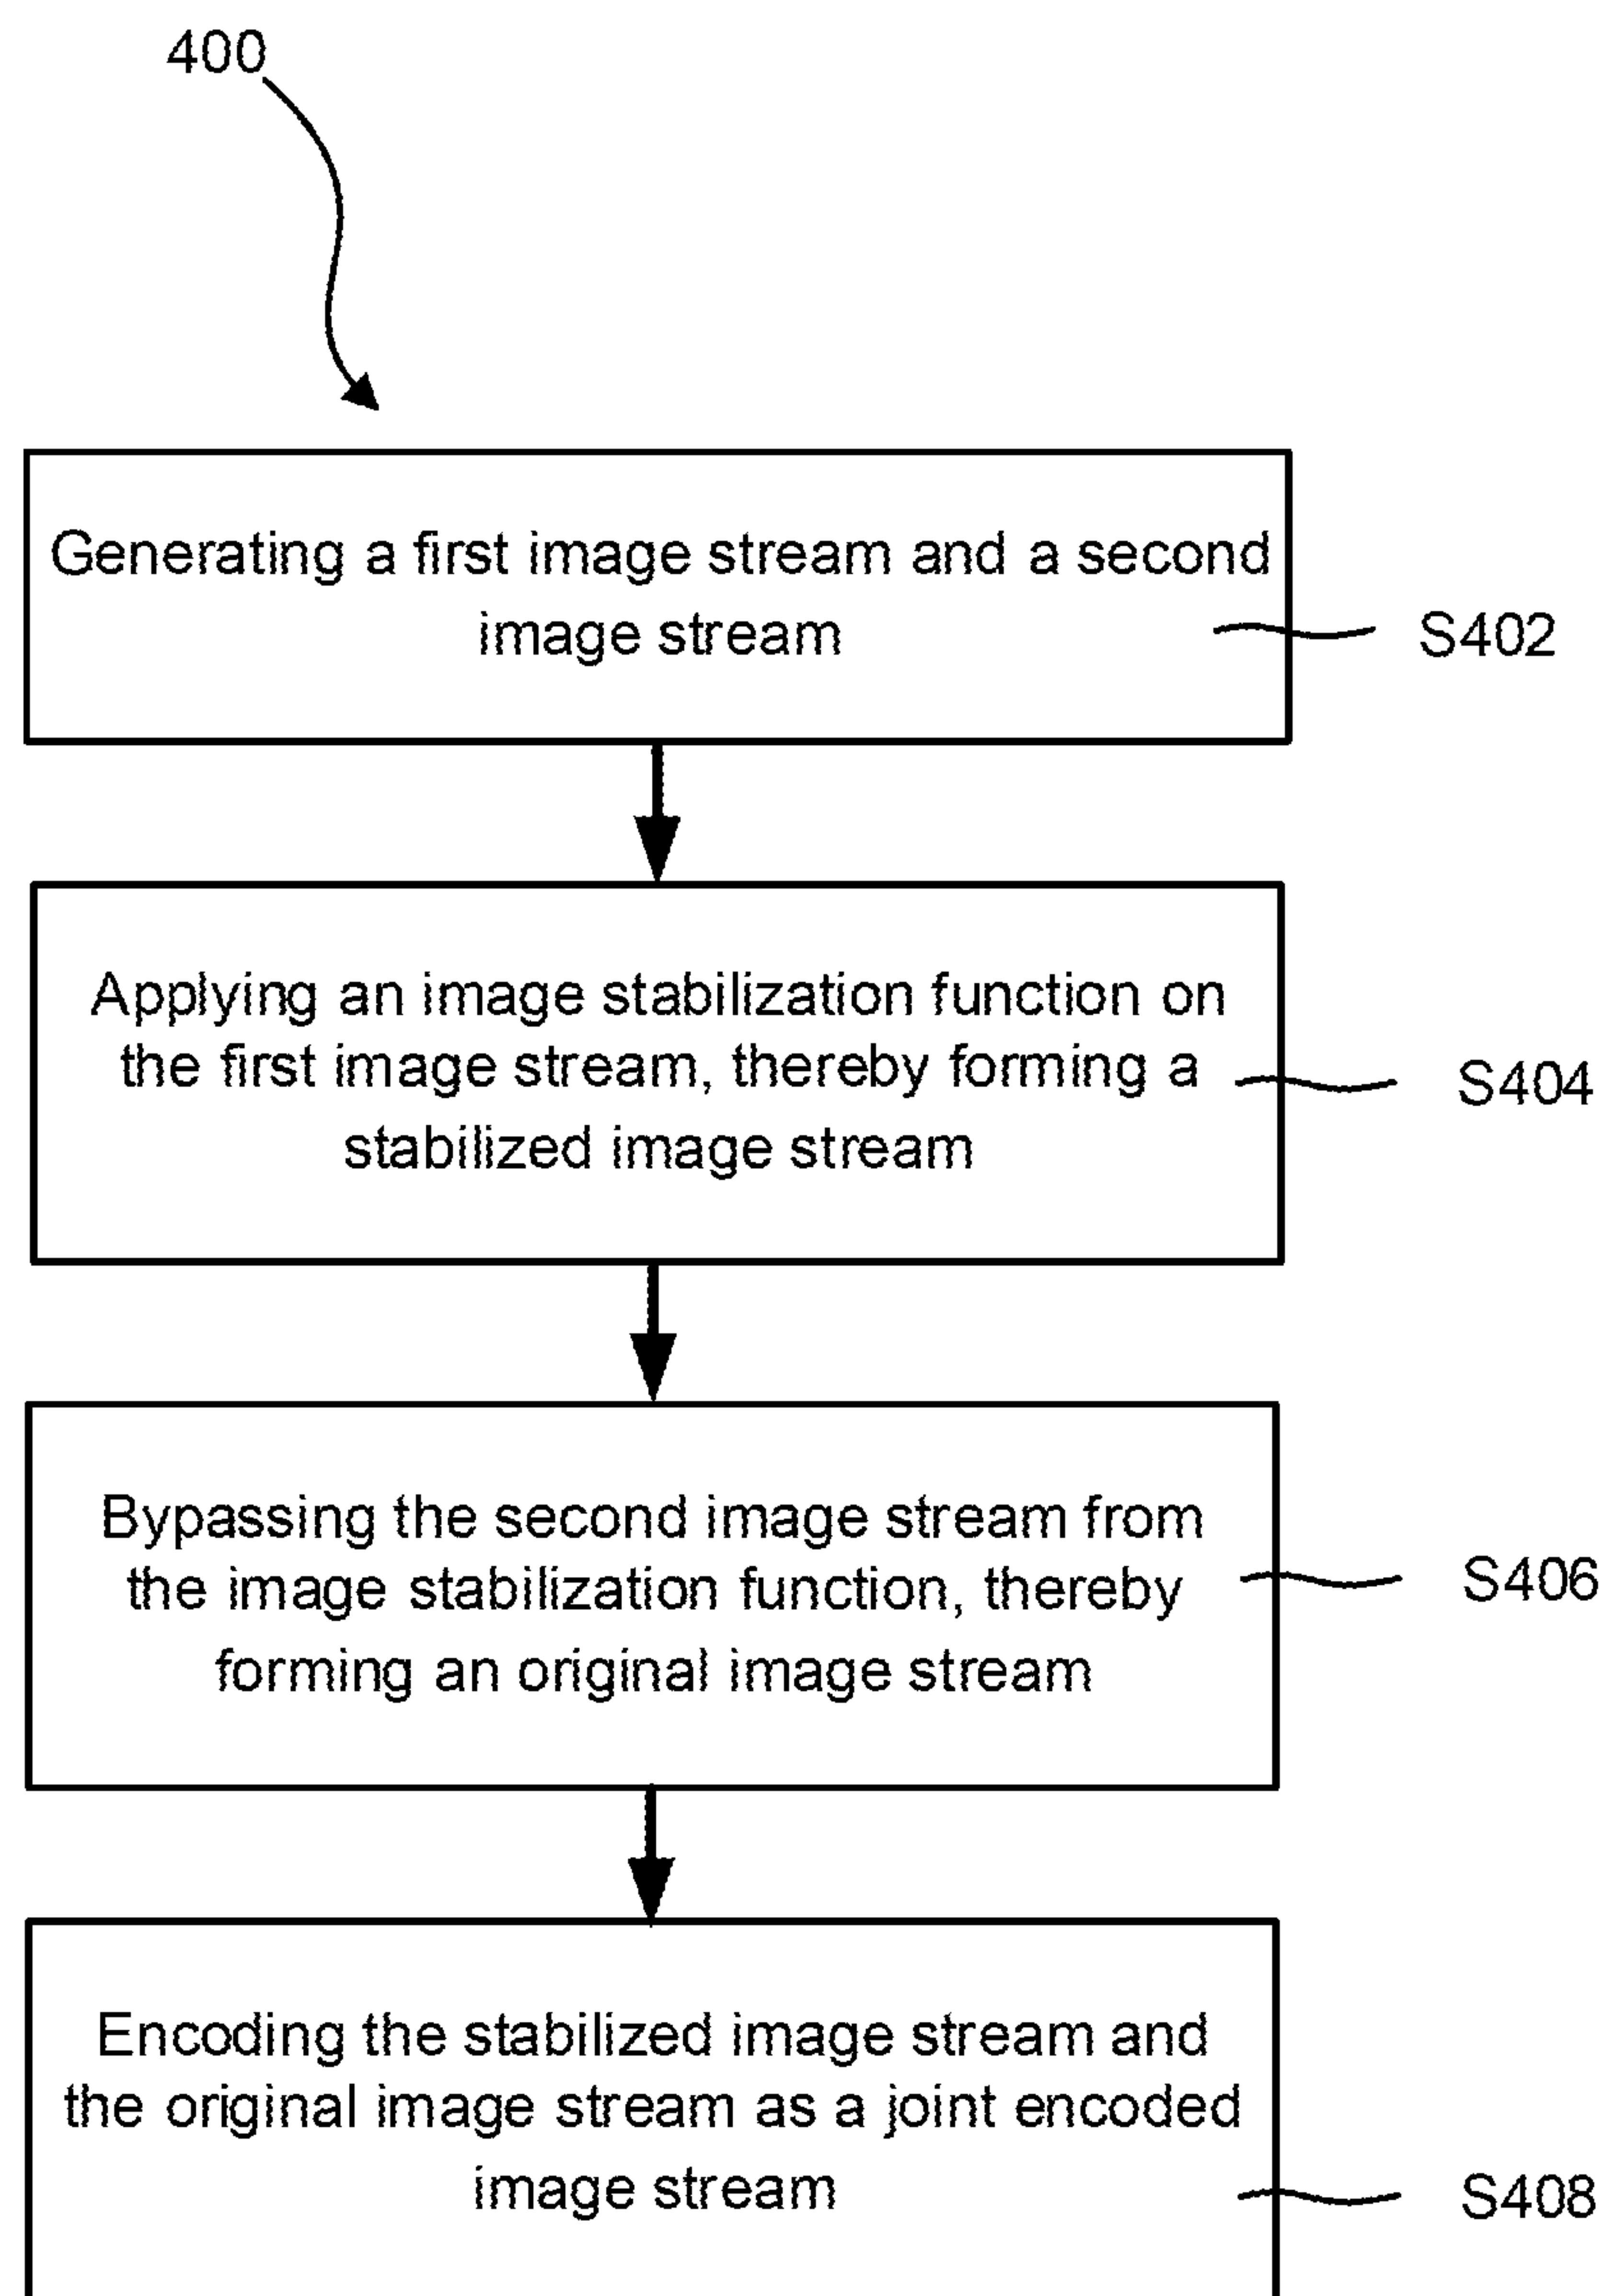 400
Generating a first image stream and a second
image stream
S402
Applying an image stabilization function on
the first image stream, thereby forming a
stabilized image stream
S404
Bypassing the second image stream from
the image stabilization function, thereby
forming an original image stream
S406
Encoding the stabilized image stream and
the original image stream as a joint encoded
image stream
S408